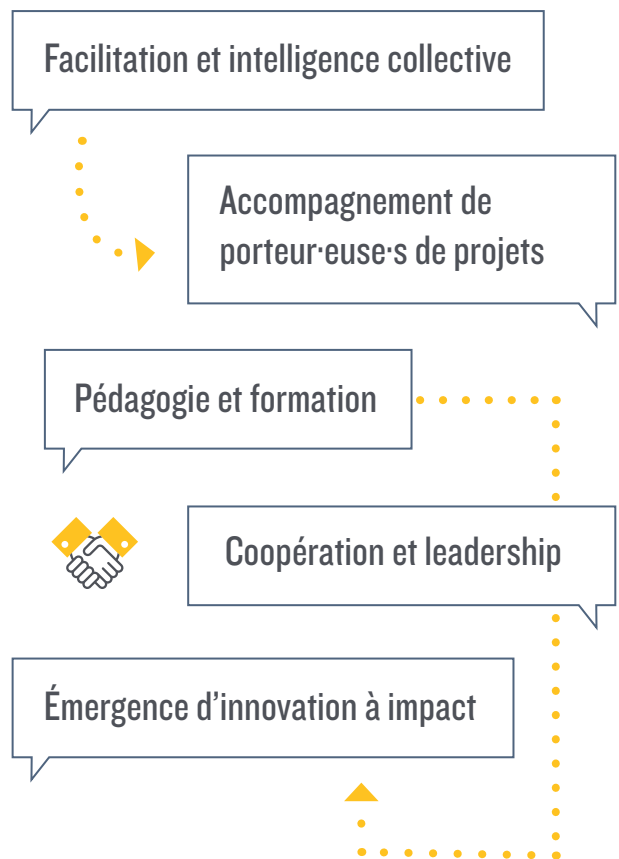 Facilitation et intelligence collective
Accompagnement de
porteur·euse·s de projets
Pédagogie et formation
Coopération et leadership
Émergence d’innovation à impact